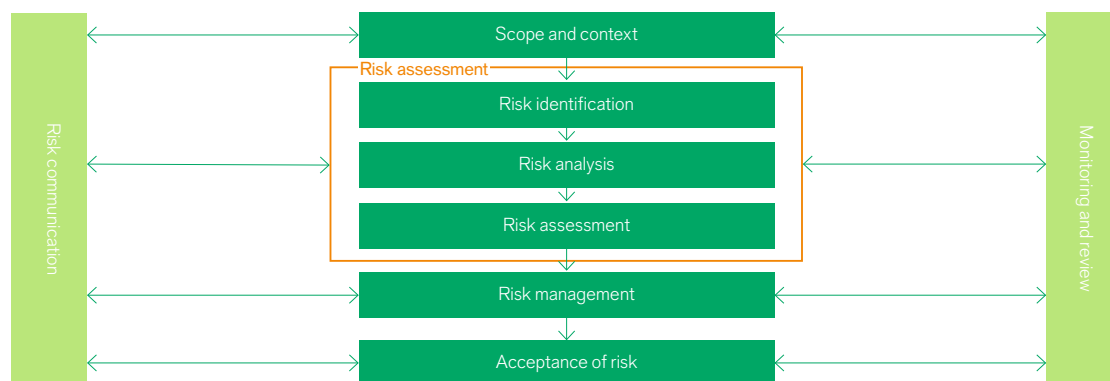 Scope and context
Risk assessment
Risk identification
Risk analysis
Risk assessment
Risk management
Acceptance of risk
Risk communication
Monitoring and review